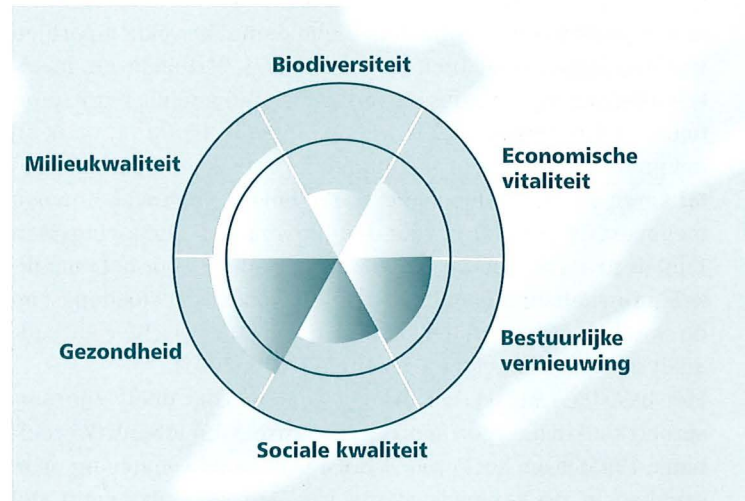 Biodiversiteit
Milieukwaliteit
Economische
vitaliteit
Gezondheid
Bestuurlijke
vernieuwing
Sociale kwaliteit